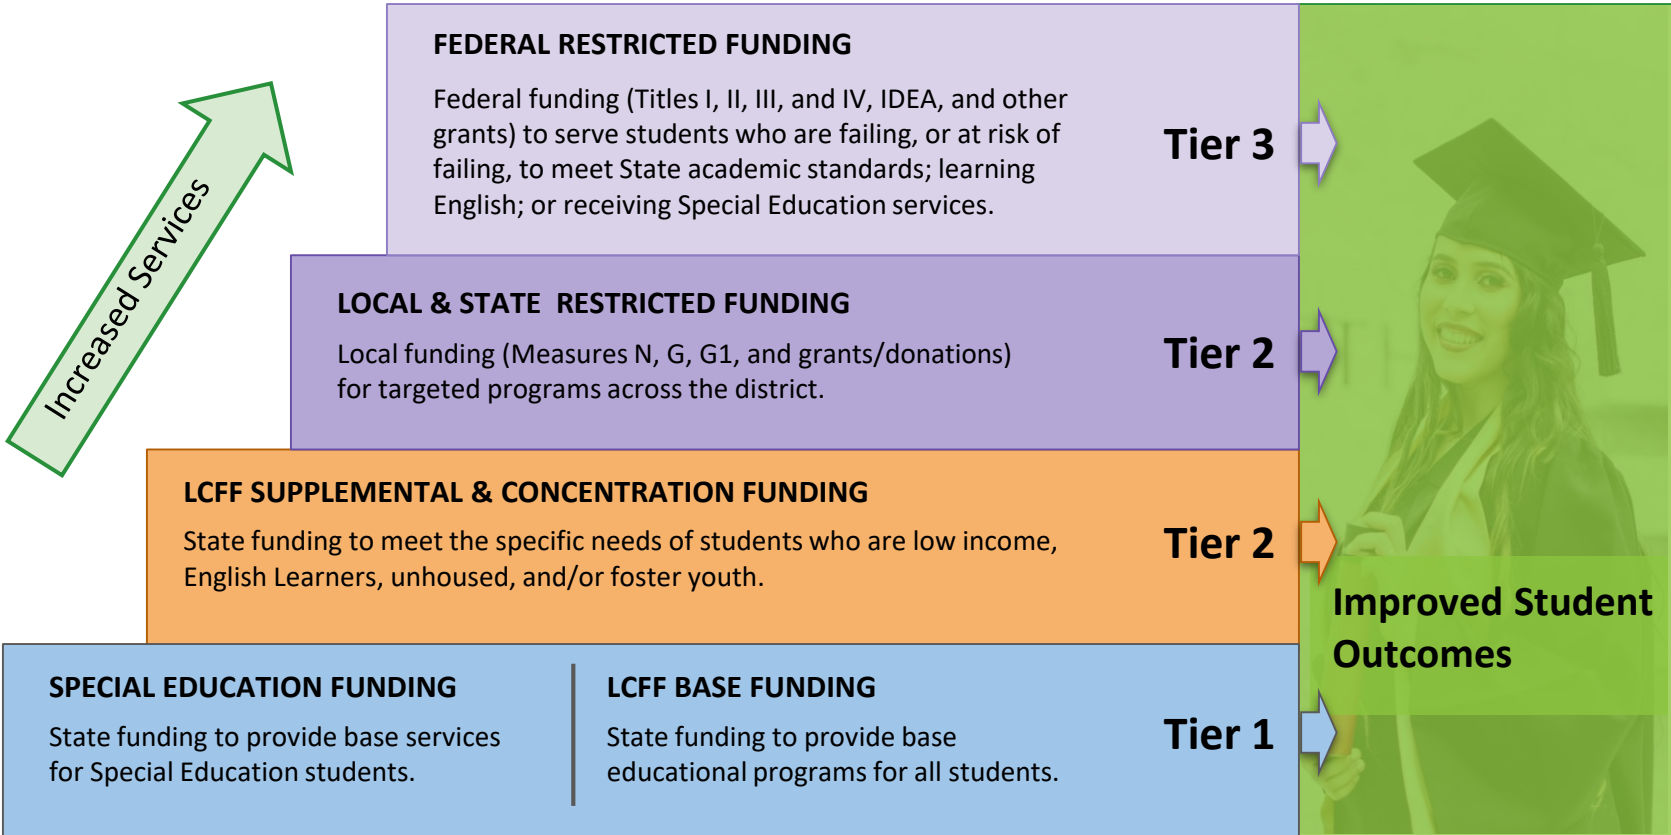 FEDERAL RESTRICTED FUNDING
Federal funding (Titles I, II, III, and IV, IDEA, and other
grants) to serve students who are failing, or at risk of
failing, to meet State academic standards; learning
English; or receiving Special Education services.
Tier 3
Increased Services
LOCAL & STATE  RESTRICTED FUNDING
Local funding (Measures N, G, G1, and grants/donations)
for targeted programs across the district.
Tier 2
LCFF SUPPLEMENTAL & CONCENTRATION FUNDING
State funding to meet the specific needs of students who are low income,
English Learners, unhoused, and/or foster youth.
Tier 2
SPECIAL EDUCATION FUNDING
State funding to provide base services
for Special Education students.
LCFF BASE FUNDING
State funding to provide base
educational programs for all students.
Tier 1
Improved Student
Outcomes